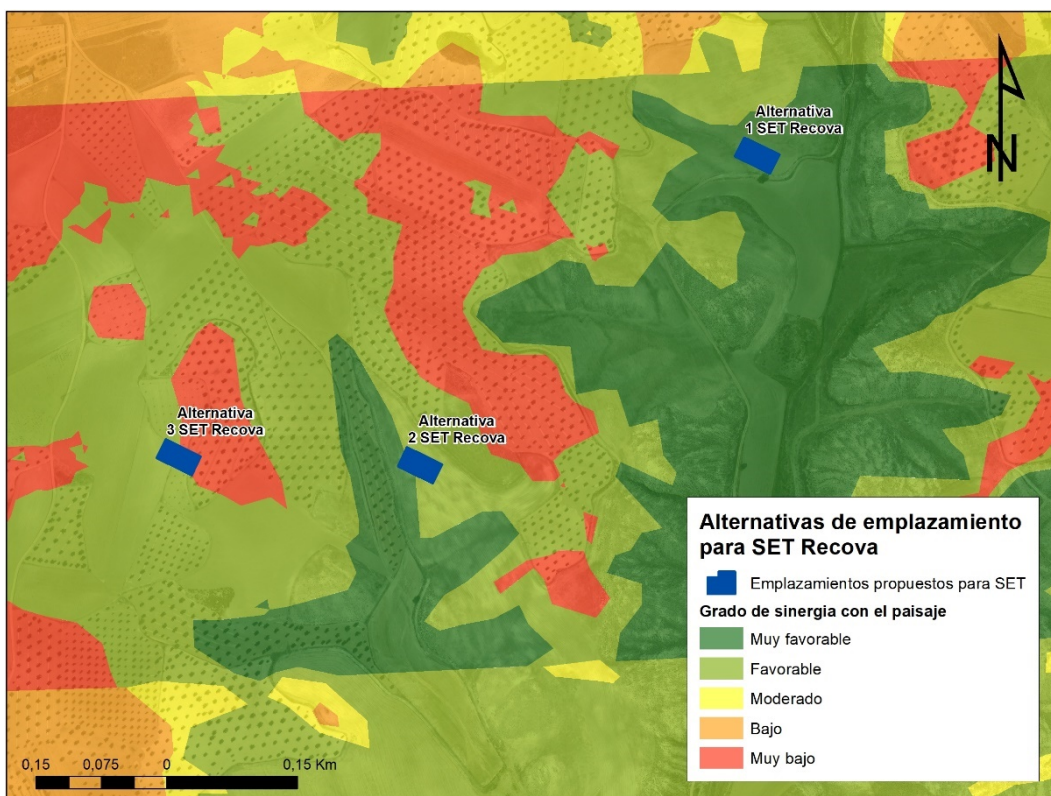 Alternativa
1 SET Recova
N
Alternativa
3 SET Recova
Alternativa
2 SET Recova
Alternativas de emplazamiento
para SET Recova
Emplazamientos propuestos para SET
Grado de sinergia con el paisaje
Muy favorable
Favorable
Moderado
Bajo
Muy bajo
0,15 0,075 0 0,15 Km